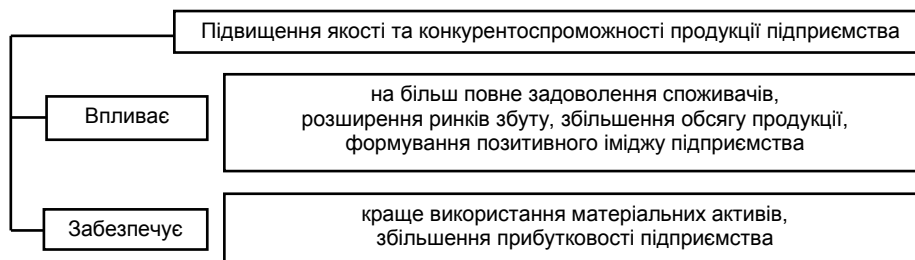 Підвищення якості та конкурентоспроможності продукції підприємства
Впливає
на більш повне задоволення споживачів,
розширення ринків збуту, збільшення обсягу продукції,
формування позитивного іміджу підприємства
Забезпечує
краще використання матеріальних активів,
збільшення прибутковості підприємства